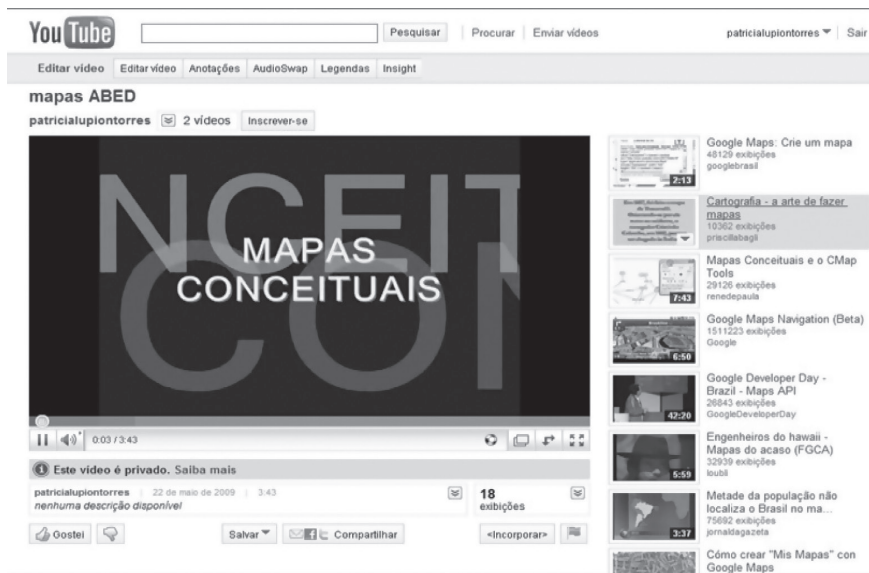 YouTube
Pesquisar
Procurar
Enviar vídeos
patricialupiontorres
Sair
Editar video
Editar vídeo
Anotações
AudioSwap
Legendas
Insight
mapas ABED
patricialupiontorres
2 vídeos
Inscrever-se
NCEIT
CON
MAPAS
CONCEITUAIS
0:03 / 3:43
Este vídeo é privado. Saiba mais
patricialupiontorres
22 de maio de 2009
3:43
nenhuma descrição disponível
18
exibições
Gostei
Salvar
Compartilhar
<Incorporar>
2:13
Google Maps: Crie um mapa
48129 exibições
googlebrasil
Cartografia - a arte de fazer
mapas
10362 exibições
priscillabagli
7:43
Mapas Conceituais e o CMap
Tools
29126 exibições
renedepaula
6:50
Google Maps Navigation (Beta)
1511223 exibições
Google
42:20
Google Developer Day -
Brazil - Maps API
26843 exibições
GoogleDeveloperDay
5:59
Engenheiros do hawaii -
Mapas do acaso (FGCA)
32939 exibições
loubli
3:37
Metade da população não
localiza o Brasil no ma...
75692 exibições
jornaldagazeta
Cómo crear "Mis Mapas" con
Google Maps